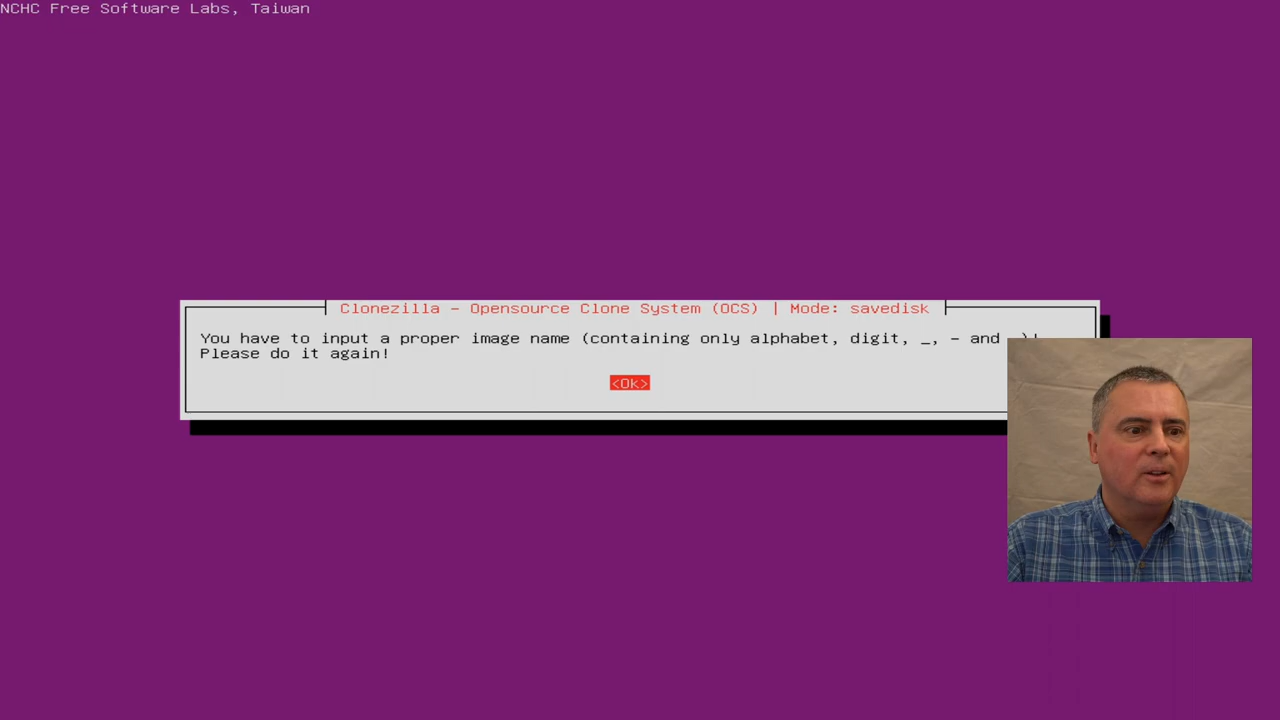 NCHC Free Software Labs, Taiwan
Clonezilla - Opensource Clone System (OCS) | Mode: savedisk
You have to input a proper image name (containing only alphabet, digit, _, - and )!
Please do it again!
<Ok>